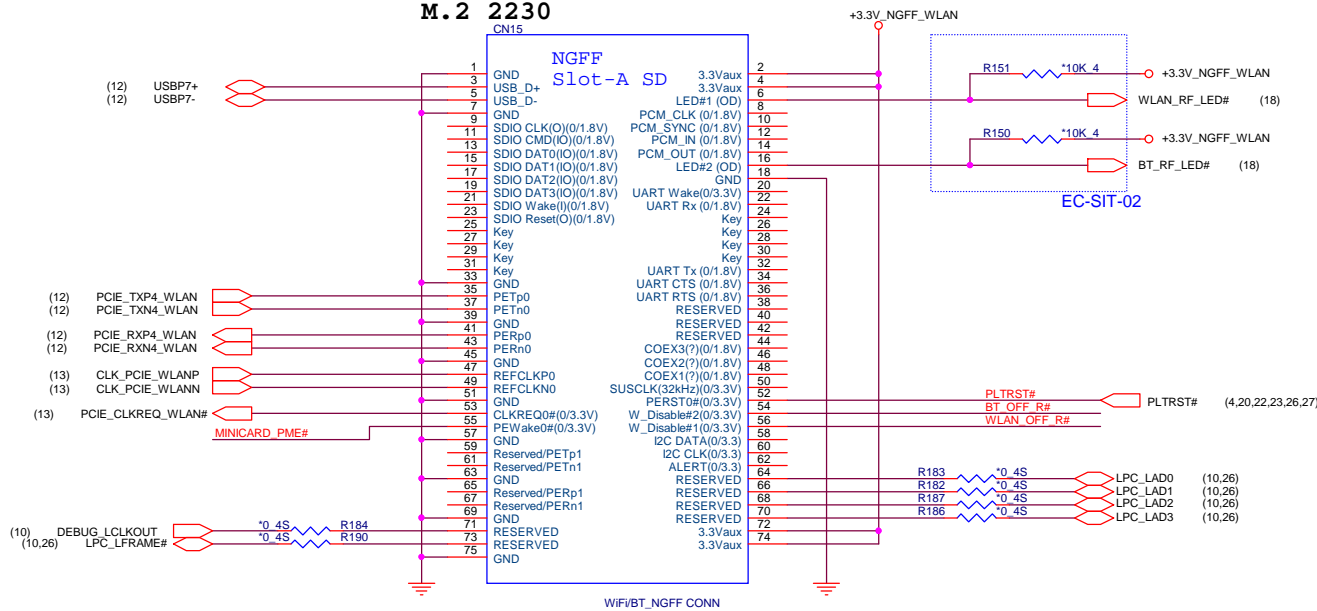 M.2 2230
CN15
NGFF
Slot-A SD
+3.3V_NGFF_WLAN
R151 *10K_4 +3.3V_NGFF_WLAN
WLAN_RF_LED# (18)
R150 *10K_4 +3.3V_NGFF_WLAN
BT_RF_LED# (18)
EC-SIT-02
1 GND 3.3Vaux 2
(12) USBP7+ 3 USB_D+ 3.3Vaux 4
(12) USBP7- 5 USB_D- LED#1 (OD) 6
7 GND PCM_CLK (0/1.8V) 8
9 SDIO CLK(O)(0/1.8V) PCM_SYNC (0/1.8V) 10
11 SDIO CMD(IO)(0/1.8V) PCM_IN (0/1.8V) 12
13 SDIO DAT0(IO)(0/1.8V) PCM_OUT (0/1.8V) 14
15 SDIO DAT1(IO)(0/1.8V) LED#2 (OD) 16
17 SDIO DAT2(IO)(0/1.8V) GND 18
19 SDIO DAT3(IO)(0/1.8V) UART Wake(0/3.3V) 20
21 SDIO Wake(I)(0/1.8V) UART Rx (0/1.8V) 22
23 SDIO Reset(O)(0/1.8V) Key 24
25 Key Key 26
27 Key Key 28
29 Key Key 30
31 Key UART Tx (0/1.8V) 32
33 GND UART CTS (0/1.8V) 34
(12) PCIE_TXP4_WLAN 35 PETp0 UART RTS (0/1.8V) 36
(12) PCIE_TXN4_WLAN 37 PETn0 RESERVED 38
39 GND RESERVED 40
(12) PCIE_RXP4_WLAN 41 PERp0 RESERVED 42
(12) PCIE_RXN4_WLAN 43 PERn0 COEX3(?)(0/1.8V) 44
45 GND COEX2(?)(0/1.8V) 46
(13) CLK_PCIE_WLANP 47 REFCLKP0 COEX1(?)(0/1.8V) 48
(13) CLK_PCIE_WLANN 49 REFCLKN0 SUSCLK(32kHz)(0/3.3V) 50
51 GND PERST0#(0/3.3V) 52 PLTRST# PLTRST# (4,20,22,23,26,27)
(13) PCIE_CLKREQ_WLAN# 53 CLKREQ0#(0/3.3V) W_Disable#2(0/3.3V) 54 BT_OFF_R#
MINICARD_PME# 55 PEWake0#(0/3.3V) W_Disable#1(0/3.3V) 56 WLAN_OFF_R#
57 GND I2C DATA(0/3.3) 58
59 Reserved/PETp1 I2C CLK(0/3.3) 60
61 Reserved/PETn1 ALERT(0/3.3) 62
63 GND RESERVED 64 R183 *0_4S LPC_LAD0 (10,26)
65 Reserved/PERp1 RESERVED 66 R182 *0_4S LPC_LAD1 (10,26)
67 Reserved/PERn1 RESERVED 68 R187 *0_4S LPC_LAD2 (10,26)
69 GND RESERVED 70 R186 *0_4S LPC_LAD3 (10,26)
(10) DEBUG_LCLKOUT *0_4S R184 71 RESERVED 3.3Vaux 72
(10,26) LPC_LFRAME# *0_4S R190 73 RESERVED 3.3Vaux 74
75 GND
WiFi/BT_NGFF CONN